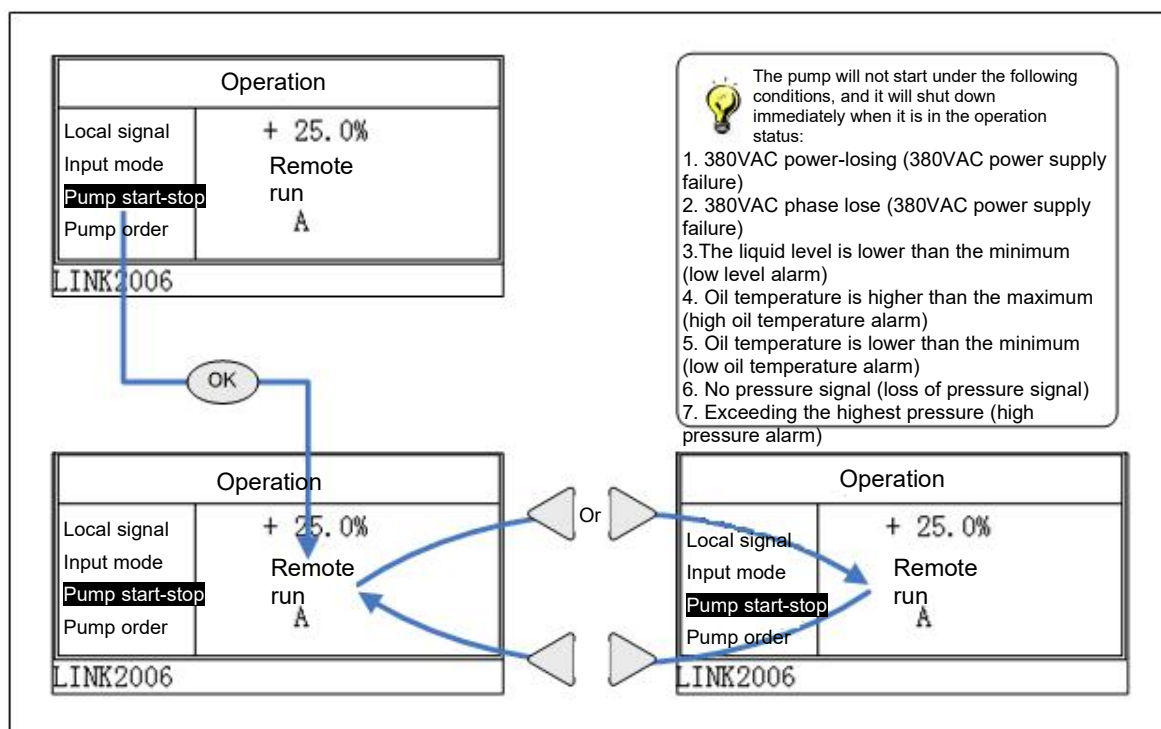 Operation
Local signal
+ 25.0%
Input mode
Remote
Pump start-stop
run
Pump order
A
LINK2006
The pump will not start under the following
conditions, and it will shut down
immediately when it is in the operation
status:
1. 380VAC power-losing (380VAC power supply
failure)
2. 380VAC phase lose (380VAC power supply
failure)
3.The liquid level is lower than the minimum
(low level alarm)
4. Oil temperature is higher than the maximum
(high oil temperature alarm)
5. Oil temperature is lower than the minimum
(low oil temperature alarm)
6. No pressure signal (loss of pressure signal)
7. Exceeding the highest pressure (high
pressure alarm)
OK
Operation
Local signal
+ 25.0%
Input mode
Remote
Pump start-stop
run
Pump order
A
LINK2006
Or
Operation
Local signal
+ 25.0%
Input mode
Remote
Pump start-stop
run
Pump order
A
LINK2006